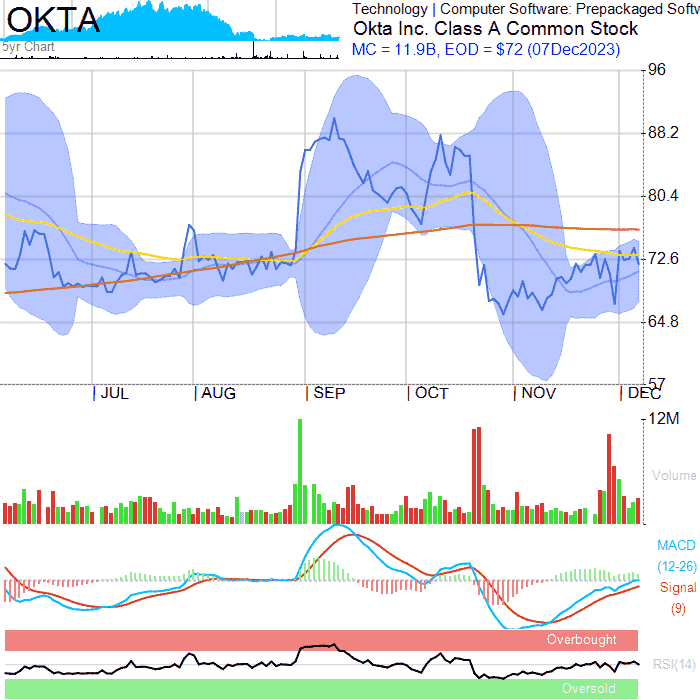 OKTA
5yr Chart
Technology | Computer Software: Prepackaged Softw
Okta Inc. Class A Common Stock
MC = 11.9B, EOD = $72 (07Dec2023)
96
88.2
80.4
72.6
64.8
57
JUL AUG SEP OCT NOV DEC
12M
Volume
MACD
(12-26)
Signal
(9)
Overbought
RSI(14)
Oversold